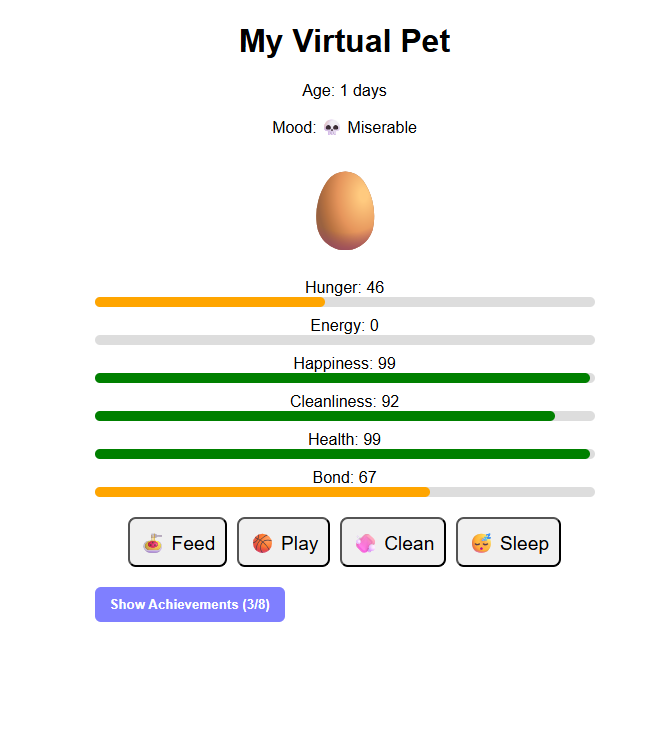 My Virtual Pet
Age: 1 days
Mood: 💀 Miserable
Hunger: 46
Energy: 0
Happiness: 99
Cleanliness: 92
Health: 99
Bond: 67
🍝 Feed 🏀 Play 🧼 Clean 😴 Sleep
Show Achievements (3/8)